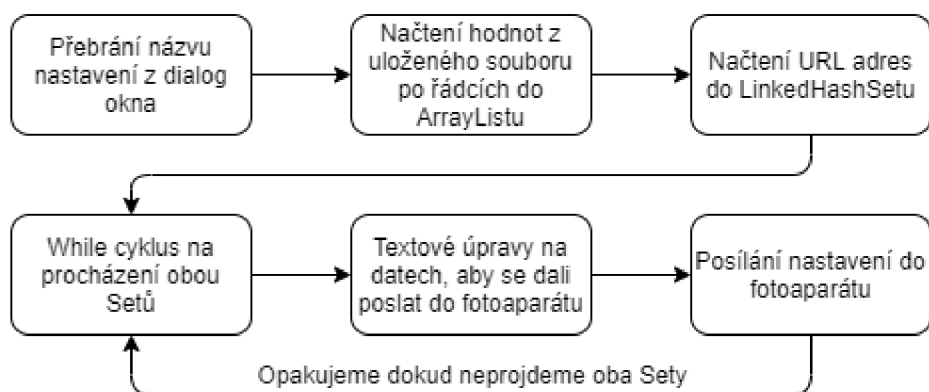 Přebrání názvu
nastavení z dialog
okna
Načtení hodnot z
uloženého souboru
po řádcích do
ArrayListu
Načtení URL adres
do LinkedHashSetu
While cyklus na
procházení obou
Setů
Textové úpravy na
datech, aby se dali
poslat do fotoaparátu
Posílání nastavení do
fotoaparátu
Opakujeme dokud neprojdeme oba Sety